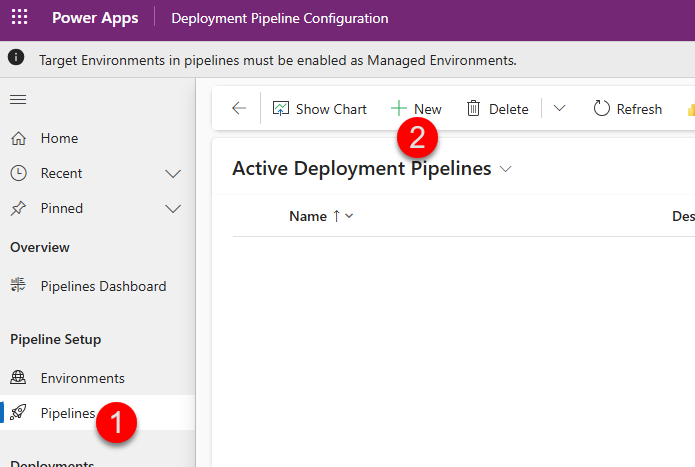 Power Apps Deployment Pipeline Configuration
Target Environments in pipelines must be enabled as Managed Environments.
Show Chart New Delete Refresh
2
Home
Recent
Pinned
Overview
Pipelines Dashboard
Pipeline Setup
Environments
Pipelines
1
Deployments
Active Deployment Pipelines
Name Des